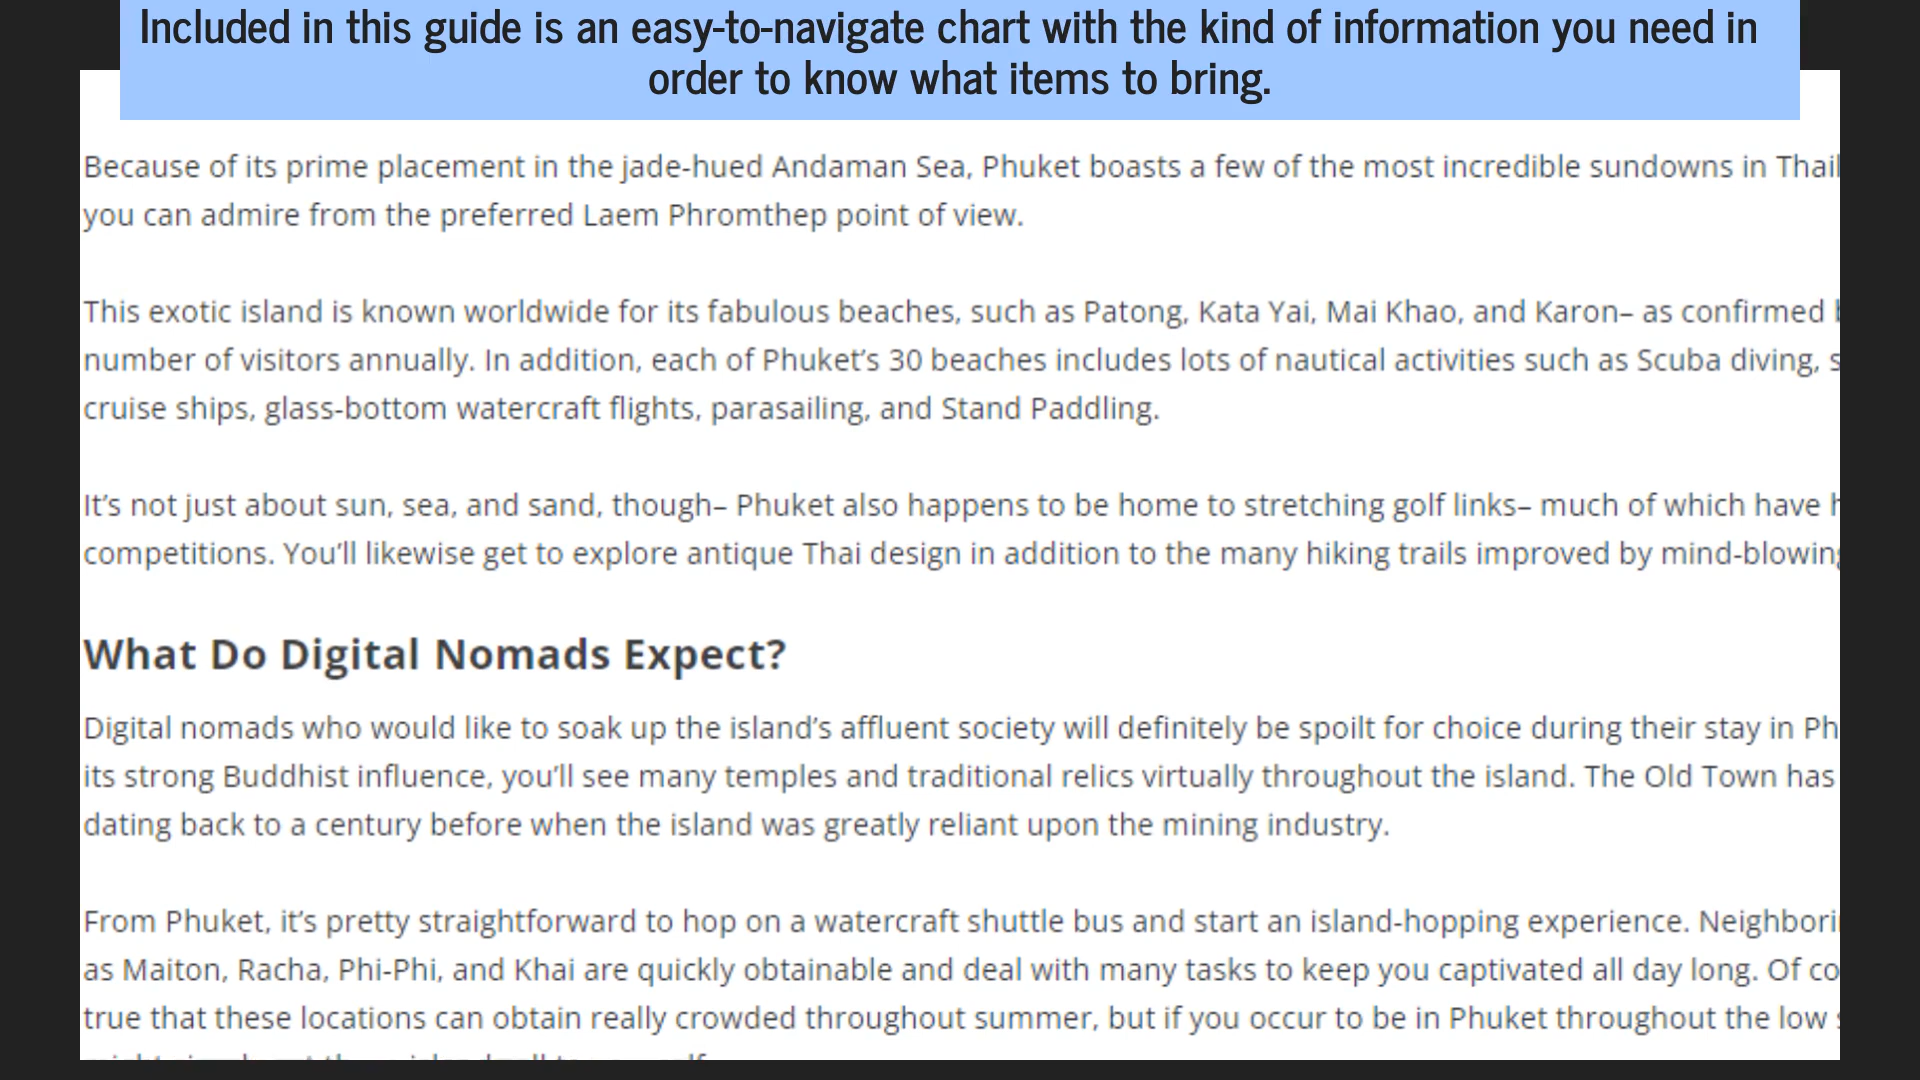 Included in this guide is an easy-to-navigate chart with the kind of information you need in
order to know what items to bring.
Because of its prime placement in the jade-hued Andaman Sea, Phuket boasts a few of the most incredible sundowns in
you can admire from the preferred Laem Phromthep point of view.
This exotic island is known worldwide for its fabulous beaches, such as Patong, Kata Yai, Mai Khao, and Karon– as confirmed
number of visitors annually. In addition, each of Phuket’s 30 beaches includes lots of nautical activities such as Scuba diving,
cruise ships, glass-bottom watercraft flights, parasailing, and Stand Paddling.
It’s not just about sun, sea, and sand, though– Phuket also happens to be home to stretching golf links– much of which have
competitions. You’ll likewise get to explore antique Thai design in addition to the many hiking trails improved by mind-blowing
What Do Digital Nomads Expect?
Digital nomads who would like to soak up the island’s affluent society will definitely be spoilt for choice during their stay in Ph
its strong Buddhist influence, you’ll see many temples and traditional relics virtually throughout the island. The Old Town has
dating back to a century before when the island was greatly reliant upon the mining industry.
From Phuket, it’s pretty straightforward to hop on a watercraft shuttle bus and start an island-hopping experience. Neighbori
as Maiton, Racha, Phi-Phi, and Khai are quickly obtainable and deal with many tasks to keep you captivated all day long. Of co
true that these locations can obtain really crowded throughout summer, but if you occur to be in Phuket throughout the low